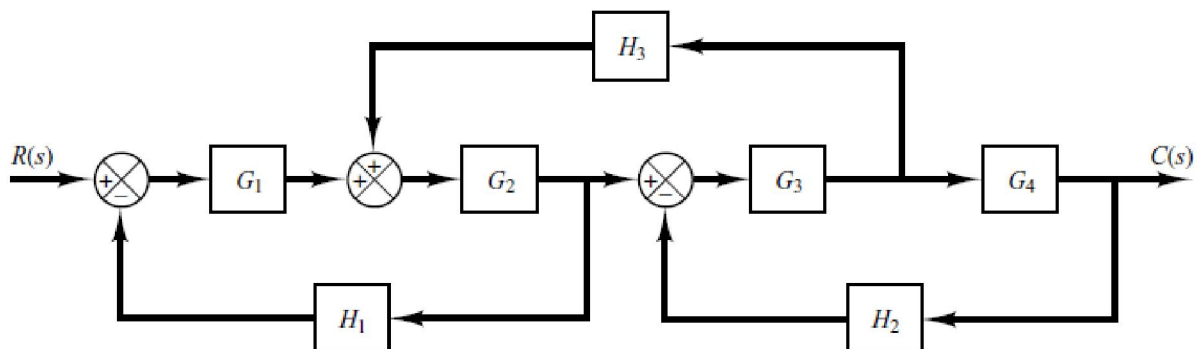 H₃
R(s)
+
−
G₁
+
+
G₂
+
−
G₃
G₄
C(s)
H₁
H₂